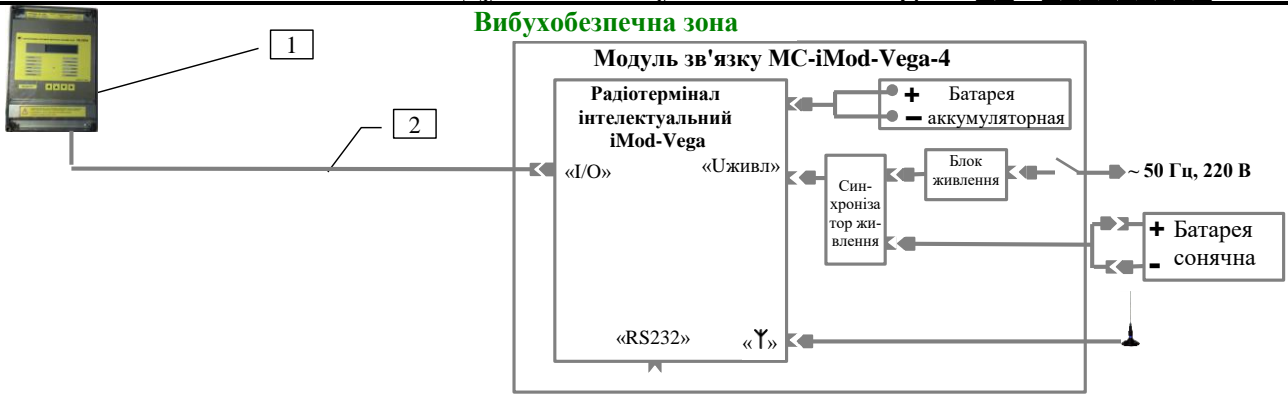 Вибухобезпечна зона
1
Модуль зв'язку MC-iMod-Vega-4
Радіотермінал
інтелектуальний
iMod-Vega
+ Батарея
− аккумуляторная
2
«I/O»
«Uживл»
Син-
хроніза
тор жи-
влення
Блок
живлення
~ 50 Гц, 220 В
+ Батарея
- сонячна
«RS232»
« »